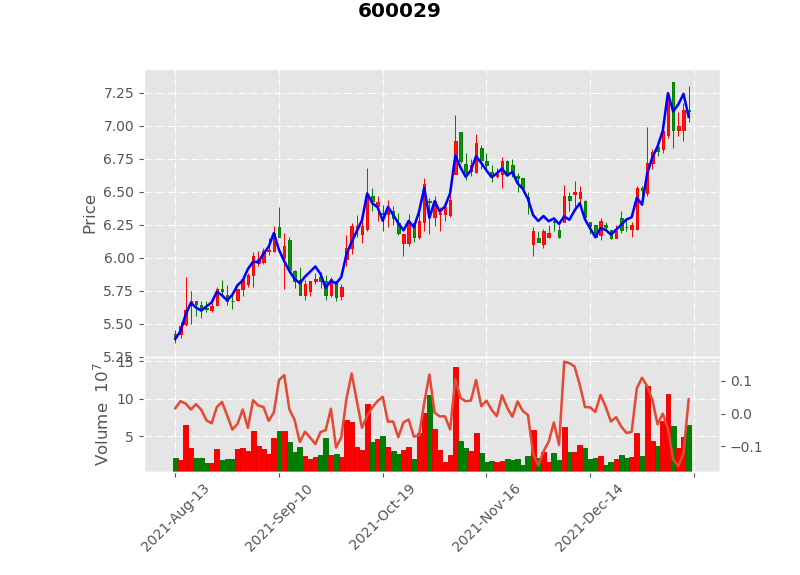 600029
7.25
7.00
6.75
6.50
6.25
6.00
5.75
5.50
5.25
Price
15
10
5
Volume 10^7
0.1
0.0
−0.1
2021-Aug-13
2021-Sep-10
2021-Oct-19
2021-Nov-16
2021-Dec-14